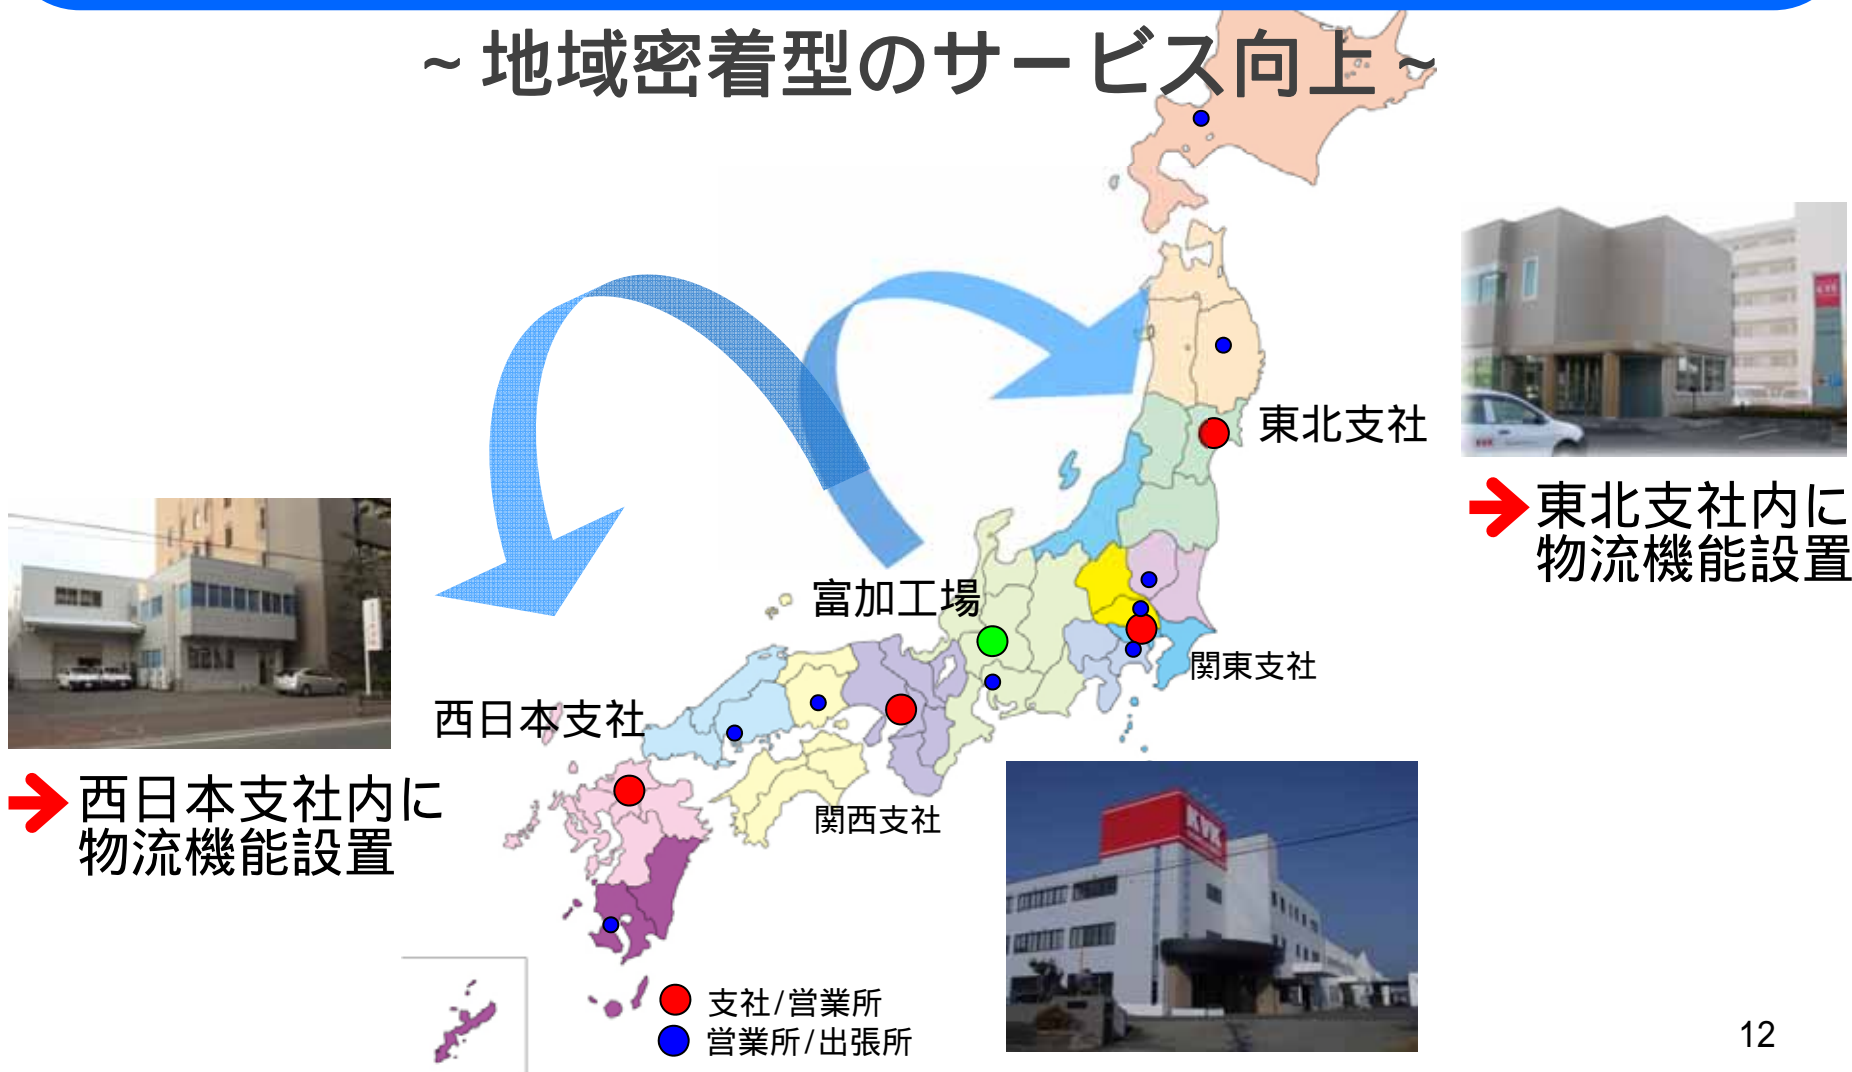 ~地域密着型のサービス向上~
東北支社
東北支社内に
物流機能設置
富加工場
関東支社
西日本支社
西日本支社内に
物流機能設置
関西支社
KVK
支社/営業所
営業所/出張所
12